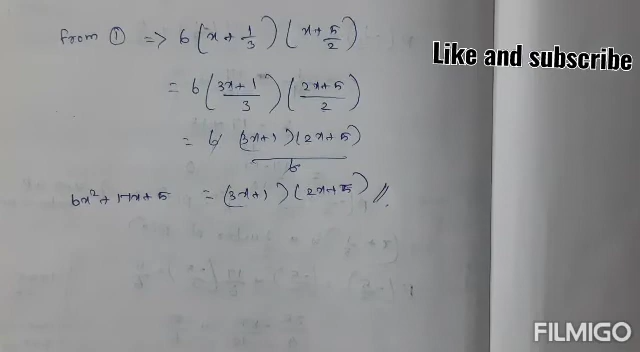 from ① => 6 (x + 1/3) (x + 5/2)
Like and subscribe
= 6 (3x+1/3) (2x+5/2)
= 6 (3x+1)(2x+5)/6
6x² + 17x + 5 = (3x+1)(2x+5) //.
FILMIGO